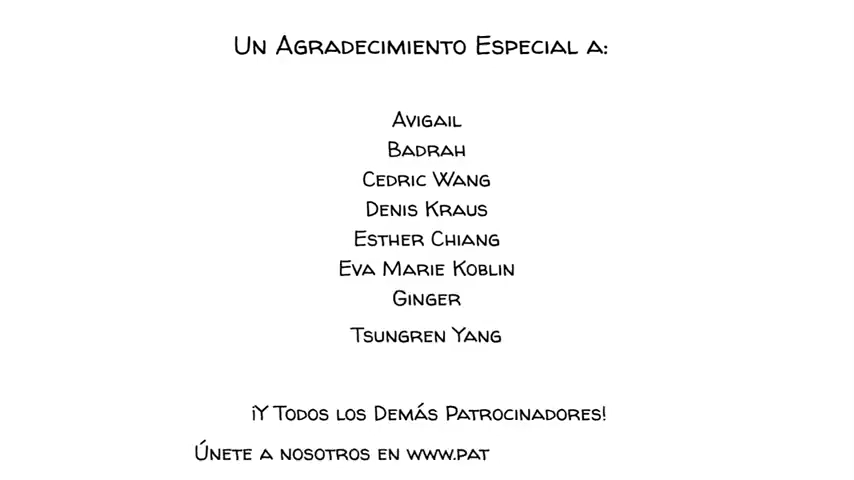 Un Agradecimiento Especial a:
Avigail
Badrah
Cedric Wang
Denis Kraus
Esther Chiang
Eva Marie Koblin
Ginger
Tsungren Yang
¡Y Todos los Demás Patrocinadores!
Únete a nosotros en www.pat